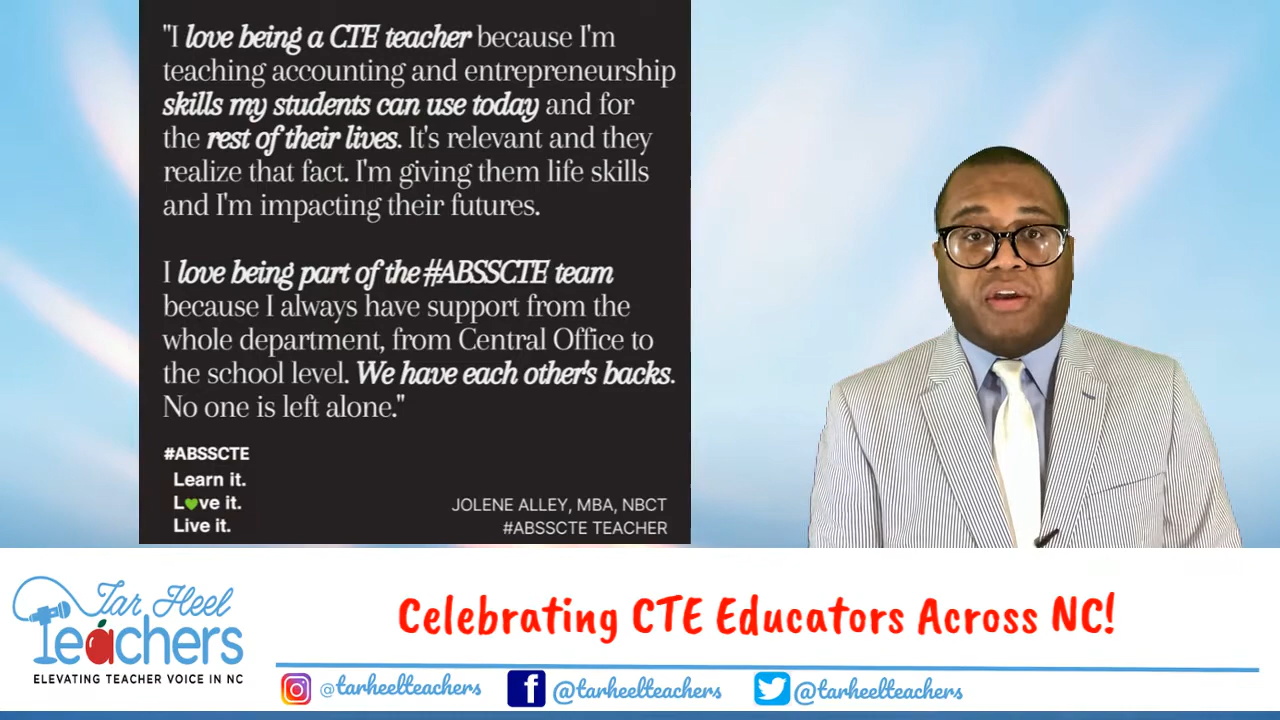 "I love being a CTE teacher because I'm
teaching accounting and entrepreneurship
skills my students can use today and for
the rest of their lives. It's relevant and they
realize that fact. I'm giving them life skills
and I'm impacting their futures.
I love being part of the #ABSSCTE team
because I always have support from the
whole department, from Central Office to
the school level. We have each other's backs.
No one is left alone."
#ABSSCTE
Learn it.
Love it.
Live it.
JOLENE ALLEY, MBA, NBCT
#ABSSCTE TEACHER
Tar Heel
Teachers
ELEVATING TEACHER VOICE IN NC
Celebrating CTE Educators Across NC!
@tarheelteachers
@tarheelteachers
@tarheelteachers